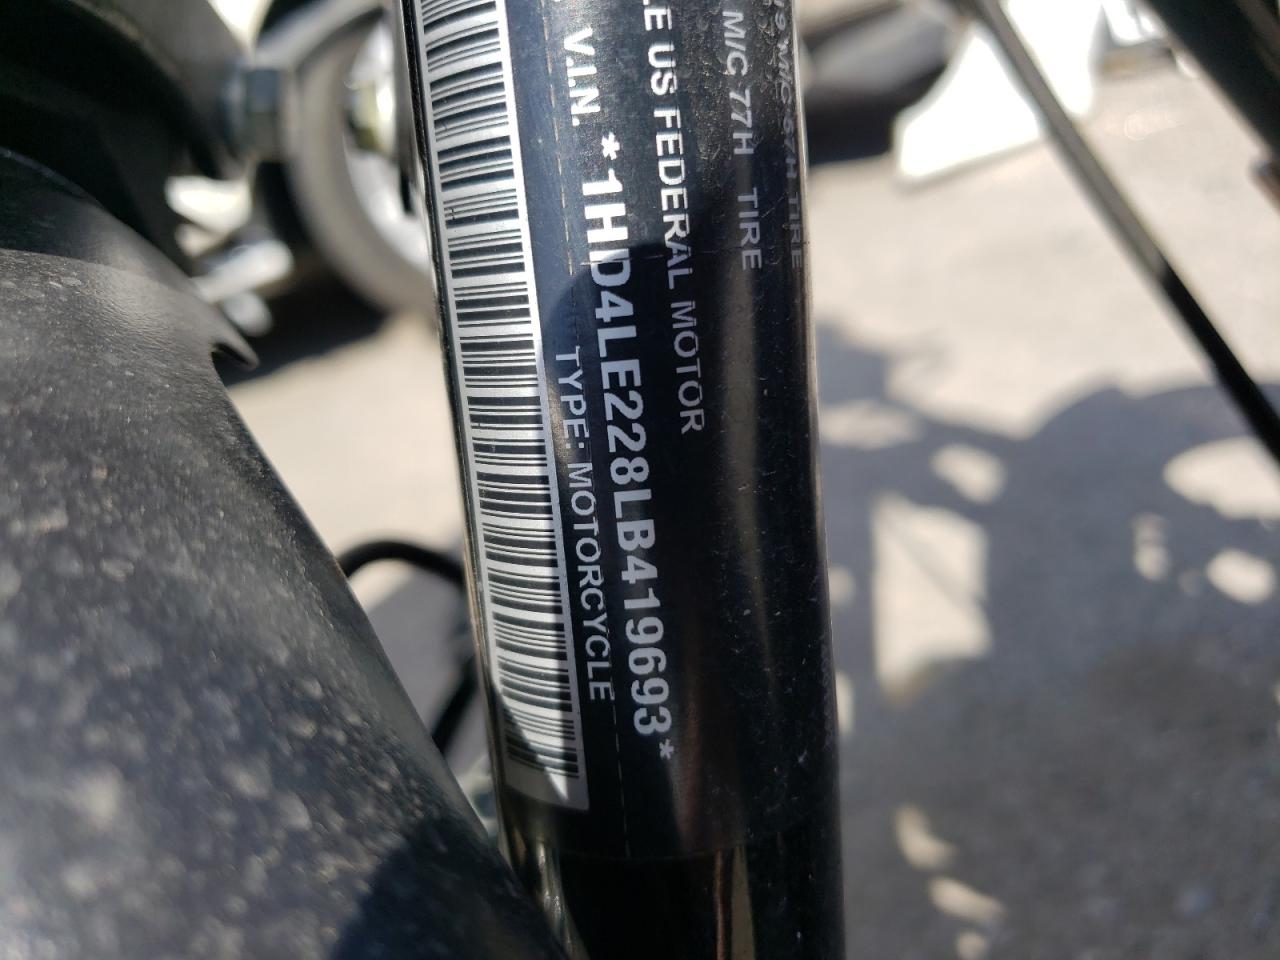 M/C 77H TIRE
US FEDERAL MOTOR
V.I.N. *1HD4LE228LB419693*
TYPE: MOTORCYCLE